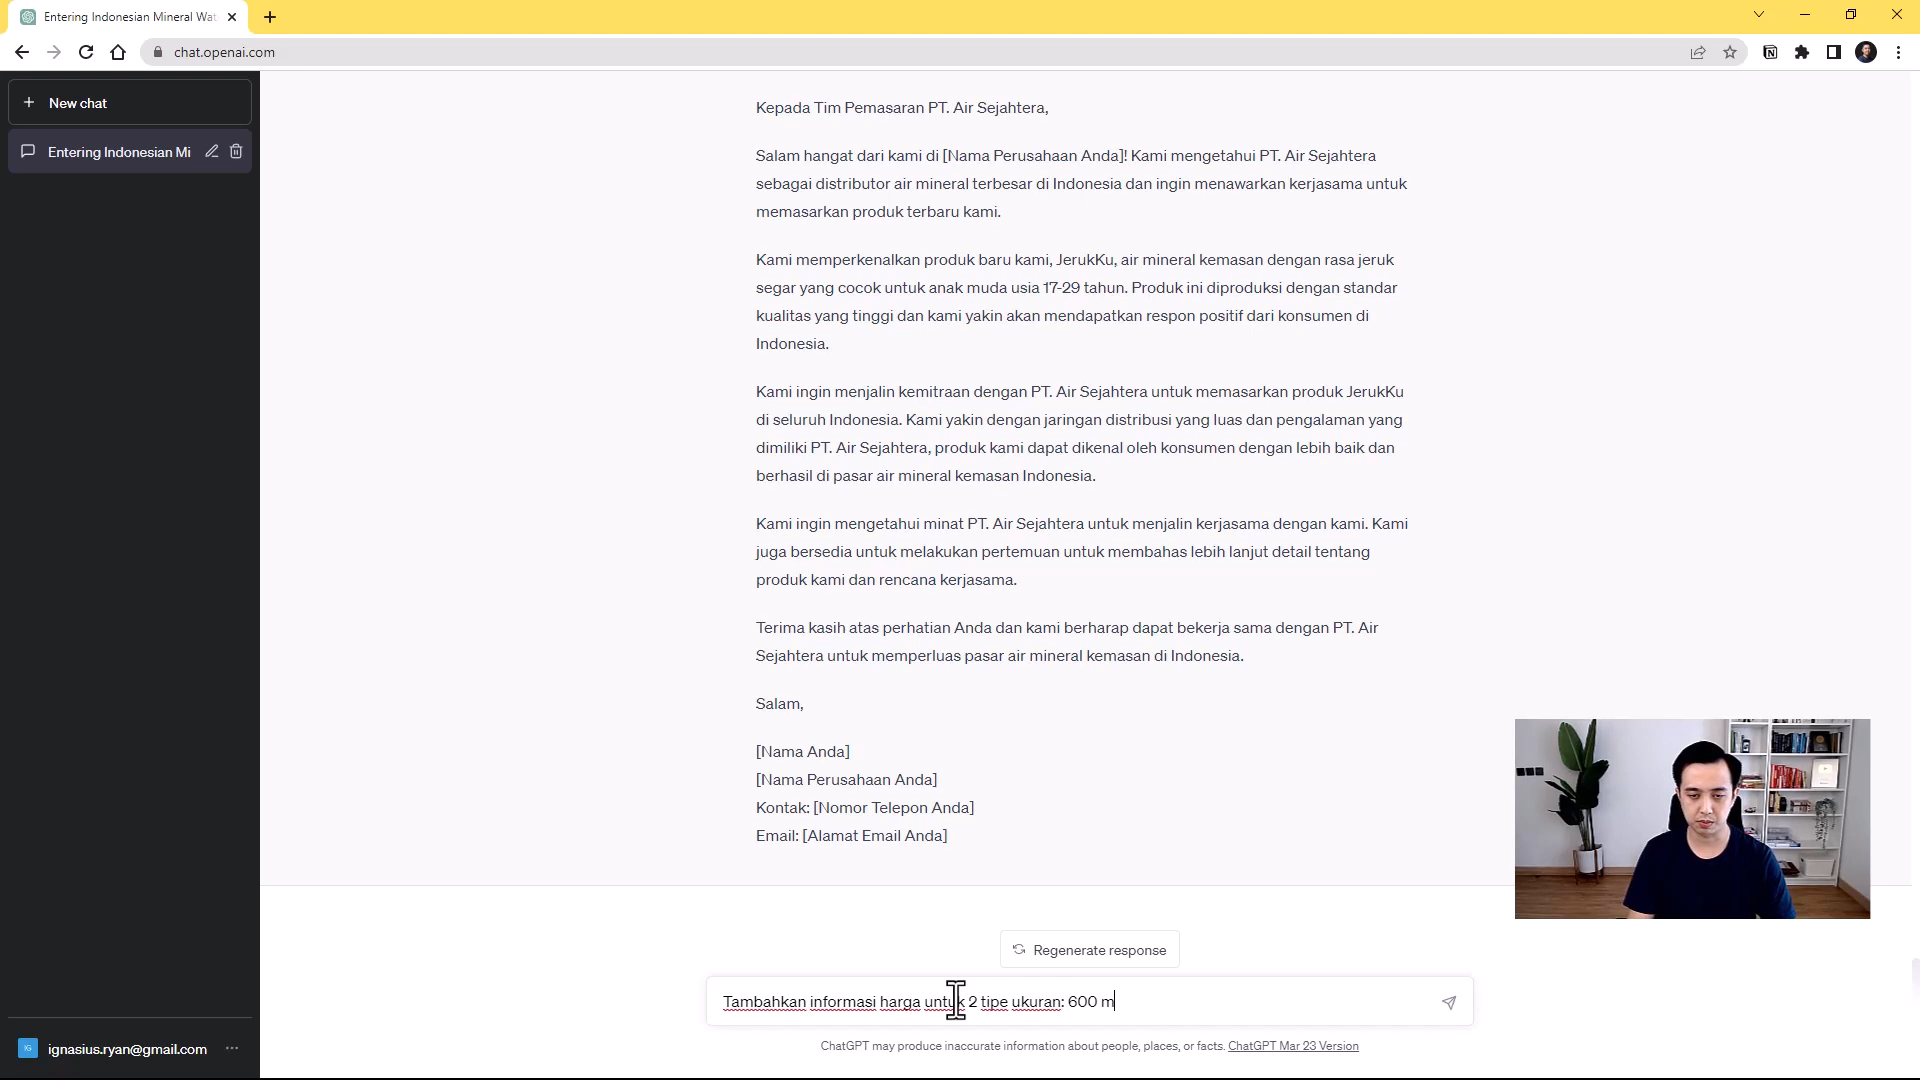 Entering Indonesian Mineral Wat
chat.openai.com
New chat
Entering Indonesian Mi
Kepada Tim Pemasaran PT. Air Sejahtera,
Salam hangat dari kami di [Nama Perusahaan Anda]! Kami mengetahui PT. Air Sejahtera
sebagai distributor air mineral terbesar di Indonesia dan ingin menawarkan kerjasama untuk
memasarkan produk terbaru kami.
Kami memperkenalkan produk baru kami, JerukKu, air mineral kemasan dengan rasa jeruk
segar yang cocok untuk anak muda usia 17-29 tahun. Produk ini diproduksi dengan standar
kualitas yang tinggi dan kami yakin akan mendapatkan respon positif dari konsumen di
Indonesia.
Kami ingin menjalin kemitraan dengan PT. Air Sejahtera untuk memasarkan produk JerukKu
di seluruh Indonesia. Kami yakin dengan jaringan distribusi yang luas dan pengalaman yang
dimiliki PT. Air Sejahtera, produk kami dapat dikenal oleh konsumen dengan lebih baik dan
berhasil di pasar air mineral kemasan Indonesia.
Kami ingin mengetahui minat PT. Air Sejahtera untuk menjalin kerjasama dengan kami. Kami
juga bersedia untuk melakukan pertemuan untuk membahas lebih lanjut detail tentang
produk kami dan rencana kerjasama.
Terima kasih atas perhatian Anda dan kami berharap dapat bekerja sama dengan PT. Air
Sejahtera untuk memperluas pasar air mineral kemasan di Indonesia.
Salam,
[Nama Anda]
[Nama Perusahaan Anda]
Kontak: [Nomor Telepon Anda]
Email: [Alamat Email Anda]
Regenerate response
Tambahkan informasi harga untuk 2 tipe ukuran: 600 m
ChatGPT may produce inaccurate information about people, places, or facts. ChatGPT Mar 23 Version
IG
ignasius.ryan@gmail.com